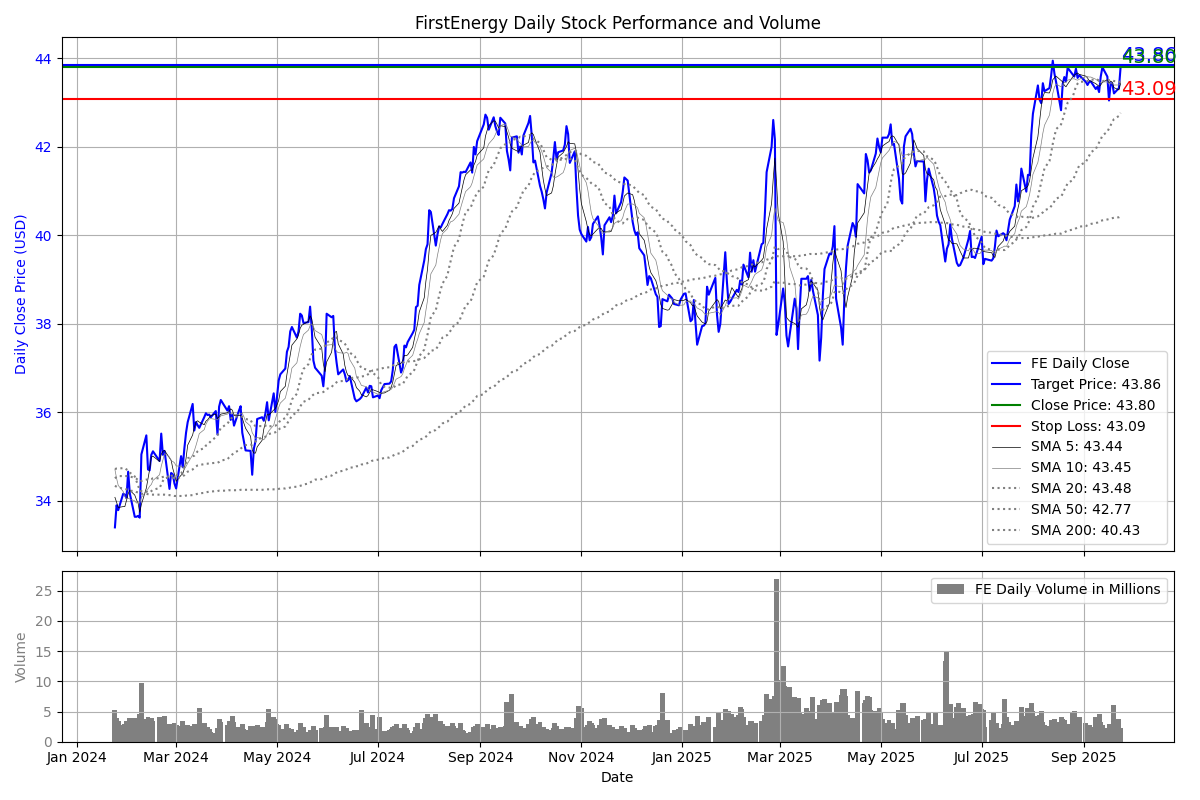 FirstEnergy Daily Stock Performance and Volume
44
42
40
38
36
34
Daily Close Price (USD)
43.86
43.80
43.09
FE Daily Close
Target Price: 43.86
Close Price: 43.80
Stop Loss: 43.09
SMA 5: 43.44
SMA 10: 43.45
SMA 20: 43.48
SMA 50: 42.77
SMA 200: 40.43
25
20
15
10
5
0
Volume
FE Daily Volume in Millions
Jan 2024 Mar 2024 May 2024 Jul 2024 Sep 2024 Nov 2024 Jan 2025 Mar 2025 May 2025 Jul 2025 Sep 2025
Date